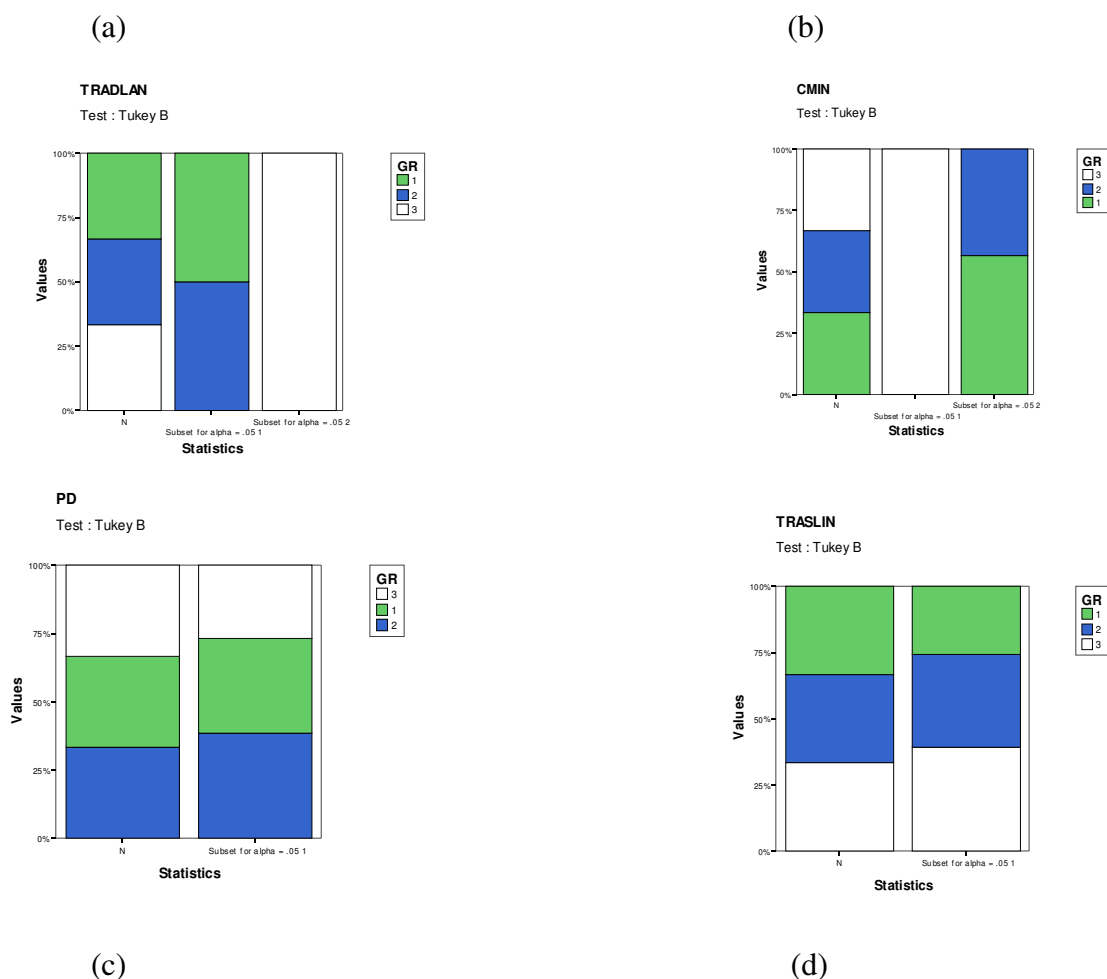 (a)
(b)
TRADLAN
Test : Tukey B
100%
75%
50%
25%
0%
Values
N
Subset for alpha = .05 1
Subset for alpha = .05 2
Statistics
GR
1
2
3
CMIN
Test : Tukey B
100%
75%
50%
25%
0%
Values
N
Subset for alpha = .05 1
Subset for alpha = .05 2
Statistics
GR
3
2
1
PD
Test : Tukey B
100%
75%
50%
25%
0%
Values
N
Subset for alpha = .05 1
Statistics
GR
3
1
2
TRASLIN
Test : Tukey B
100%
75%
50%
25%
0%
Values
N
Subset for alpha = .05 1
Statistics
GR
1
2
3
(c)
(d)